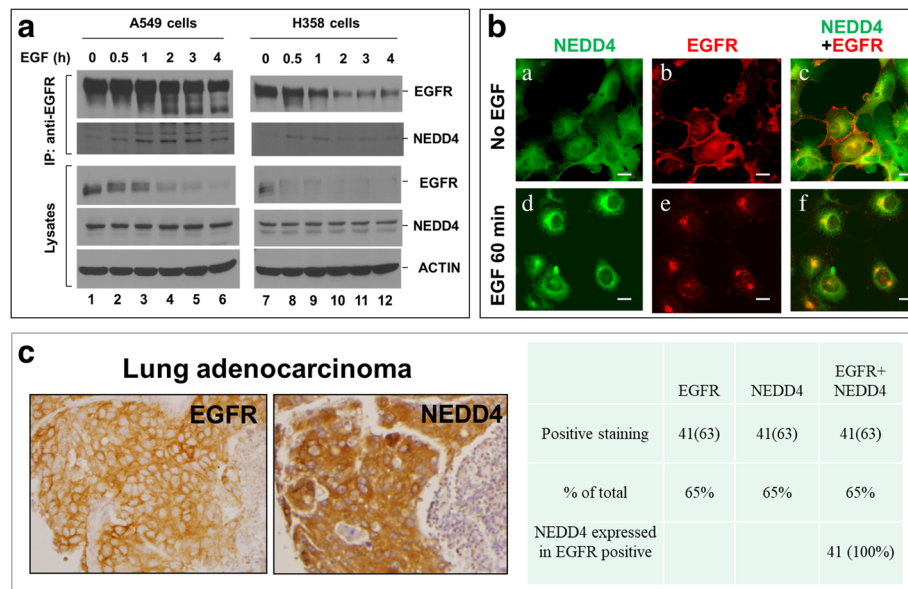 a
A549 cells
H358 cells
EGF (h) 0 0.5 1 2 3 4 0 0.5 1 2 3 4
IP: anti-EGFR
EGFR
NEDD4
Lysates
EGFR
NEDD4
ACTIN
1 2 3 4 5 6 7 8 9 10 11 12
b
NEDD4
EGFR
NEDD4
+EGFR
No EGF
a
b
c
EGF 60 min
d
e
f
c
Lung adenocarcinoma
EGFR
NEDD4
EGFR NEDD4 EGFR+
NEDD4
Positive staining 41(63) 41(63) 41(63)
% of total 65% 65% 65%
NEDD4 expressed
in EGFR positive 41 (100%)